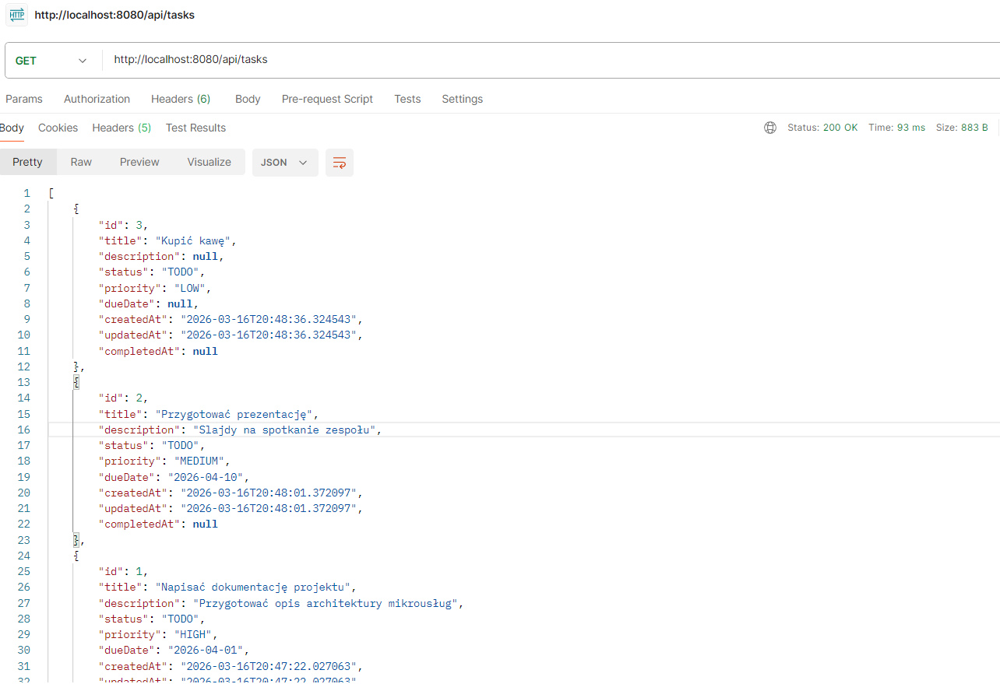 HTTP http://localhost:8080/api/tasks
GET http://localhost:8080/api/tasks
Params Authorization Headers (6) Body Pre-request Script Tests Settings
Body Cookies Headers (5) Test Results Status: 200 OK Time: 93 ms Size: 883 B
Pretty Raw Preview Visualize JSON
1 [
2 {
3 "id": 3,
4 "title": "Kupić kawę",
5 "description": null,
6 "status": "TODO",
7 "priority": "LOW",
8 "dueDate": null,
9 "createdAt": "2026-03-16T20:48:36.324543",
10 "updatedAt": "2026-03-16T20:48:36.324543",
11 "completedAt": null
12 },
13 {
14 "id": 2,
15 "title": "Przygotować prezentację",
16 "description": "Slajdy na spotkanie zespołu",
17 "status": "TODO",
18 "priority": "MEDIUM",
19 "dueDate": "2026-04-10",
20 "createdAt": "2026-03-16T20:48:01.372097",
21 "updatedAt": "2026-03-16T20:48:01.372097",
22 "completedAt": null
23 },
24 {
25 "id": 1,
26 "title": "Napisać dokumentację projektu",
27 "description": "Przygotować opis architektury mikrousług",
28 "status": "TODO",
29 "priority": "HIGH",
30 "dueDate": "2026-04-01",
31 "createdAt": "2026-03-16T20:47:22.027063",
32 "updatedAt": "2026-03-16T20:47:22.027063"